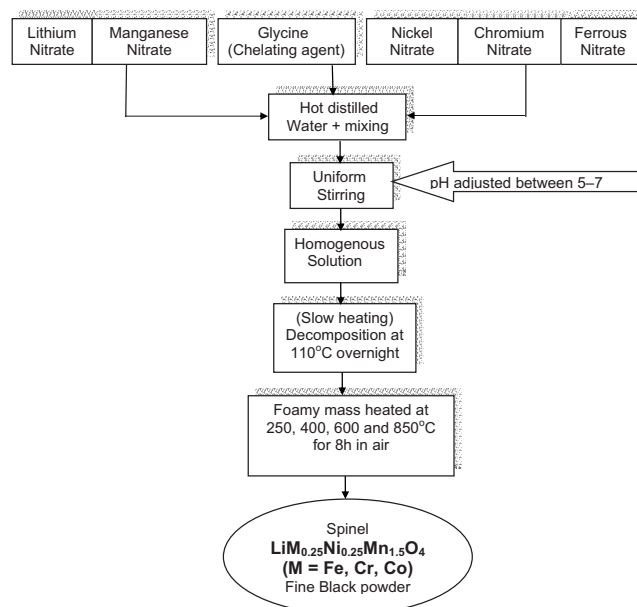 Lithium
Nitrate
Manganese
Nitrate
Glycine
(Chelating agent)
Nickel
Nitrate
Chromium
Nitrate
Ferrous
Nitrate
Hot distilled
Water + mixing
Uniform
Stirring
pH adjusted between 5–7
Homogenous
Solution
(Slow heating)
Decomposition at
110°C overnight
Foamy mass heated at
250, 400, 600 and 850°C
for 8h in air
Spinel
LiM0.25Ni0.25Mn1.5O4
(M = Fe, Cr, Co)
Fine Black powder